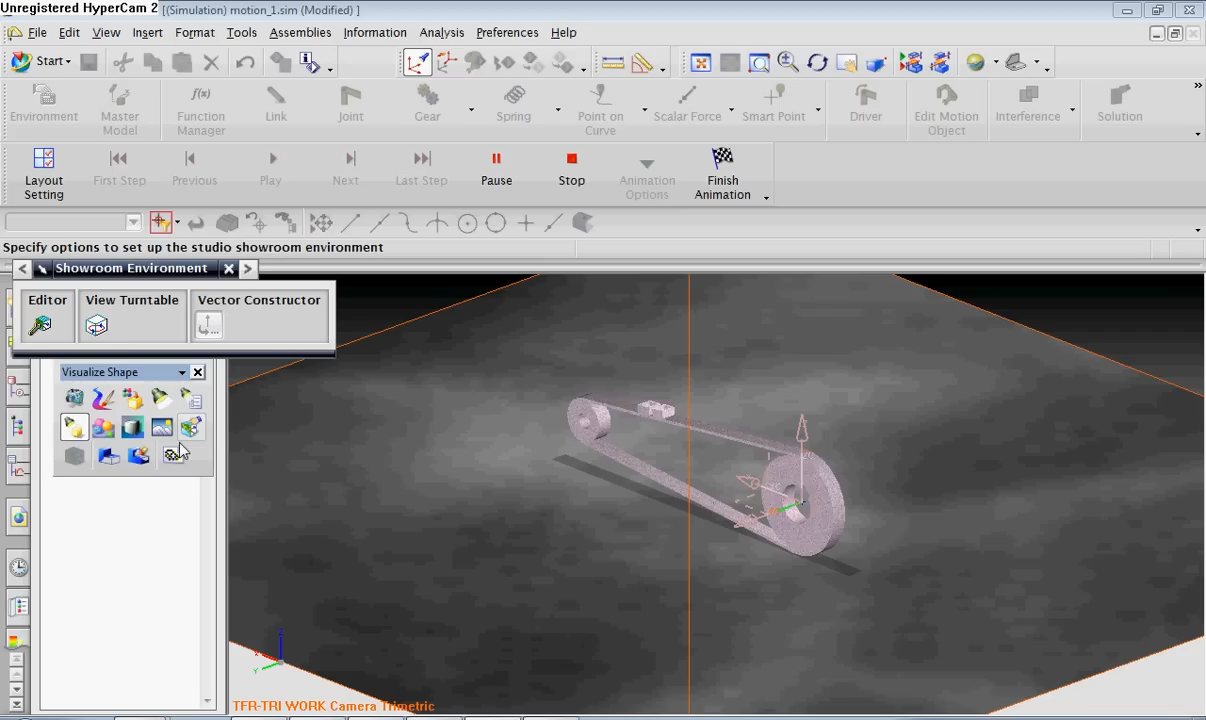 Unregistered HyperCam 2
[(Simulation) motion_1.sim (Modified) ]
File Edit View Insert Format Tools Assemblies Information Analysis Preferences Help
Start
Environment Master Model f(x) Function Manager Link Joint Gear Spring Point on Curve Scalar Force Smart Point Driver Edit Motion Object Interference Solution
Layout Setting First Step Previous Play Next Last Step Pause Stop Animation Options Finish Animation
Specify options to set up the studio showroom environment
Showroom Environment
Editor View Turntable Vector Constructor
Visualize Shape
TFR-TRI WORK Camera Trimetric